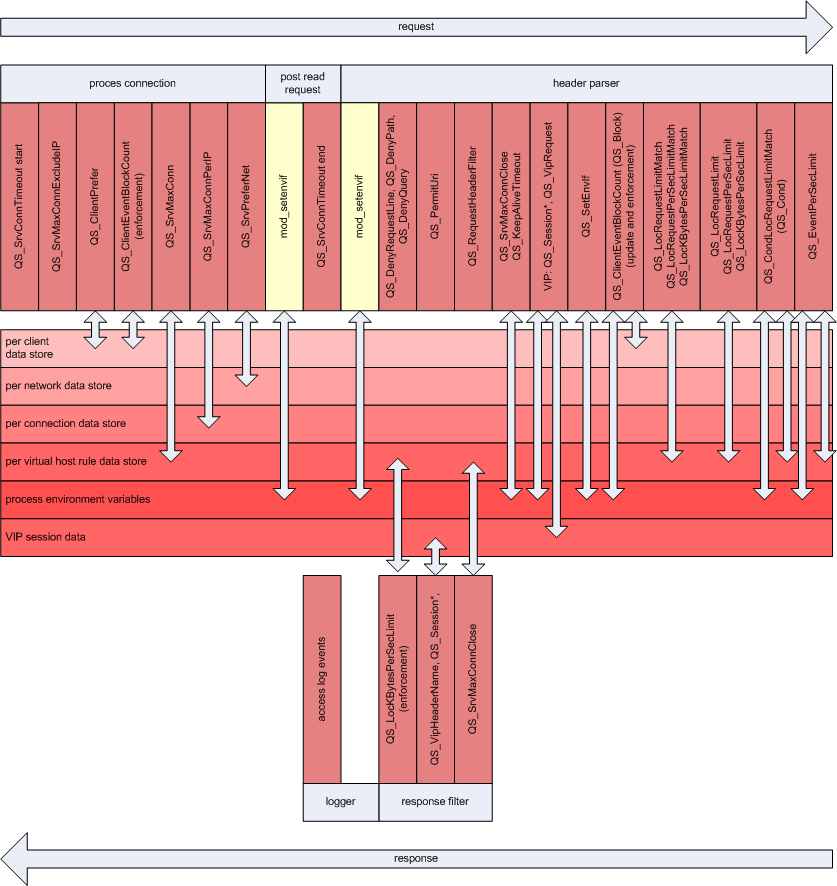 request
proces connection
post read
request
header parser
QS_SrvConnTimeout start
QS_SrvMaxConnExcludeIP
QS_ClientPrefer
QS_ClientEventBlockCount
(enforcement)
QS_SrvMaxConn
QS_SrvMaxConnPerIP
QS_SrvPreferNet
mod_setenvif
QS_SrvConnTimeout end
mod_setenvif
QS_DenyRequestLine, QS_DenyPath,
QS_DenyQuery
QS_PermitUri
QS_RequestHeaderFilter
QS_SrvMaxConnClose
QS_KeepAliveTimeout
VIP: QS_Session*, QS_VipRequest
QS_SetEnvIf
QS_ClientEventBlockCount (QS_Block)
(update and enforcement)
QS_LocRequestLimitMatch
QS_LocRequestPerSecLimitMatch
QS_LocKBytesPerSecLimitMatch
QS_LocRequestLimit
QS_LocRequestPerSecLimit
QS_LocKBytesPerSecLimit
QS_CondLocRequestLimitMatch
(QS_Cond)
QS_EventPerSecLimit
per client
data store
per network data store
per connection data store
per virtual host rule data store
process environment variables
VIP session data
access log events
QS_LocKBytesPerSecLimit
(enforcement)
QS_VipHeaderName, QS_Session*,
QS_SrvMaxConnClose
logger
response filter
response